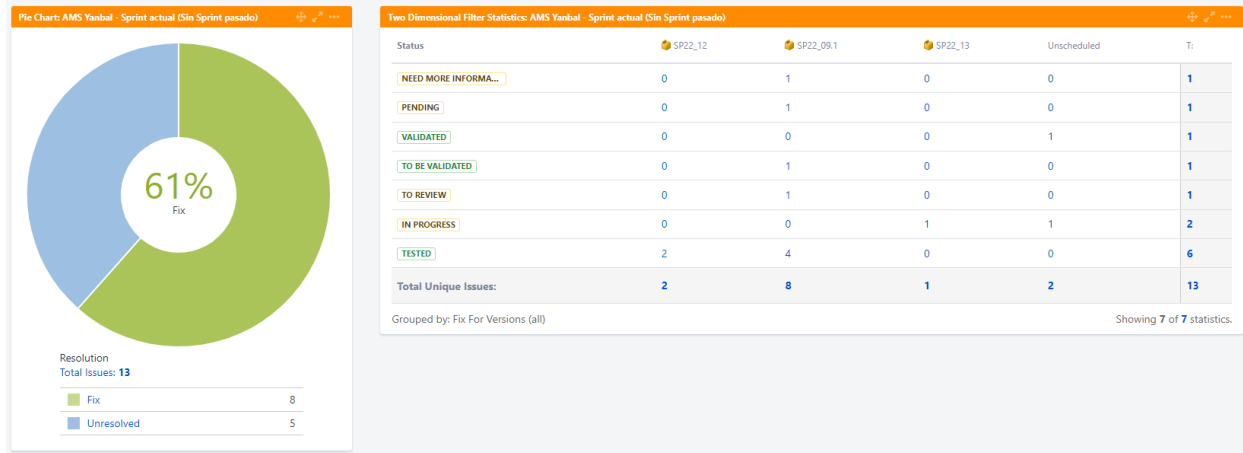 Pie Chart: AMS Yanbal - Sprint actual (Sin Sprint pasado)
61%
Fix
Resolution
Total Issues: 13
Fix 8
Unresolved 5
Two Dimensional Filter Statistics: AMS Yanbal - Sprint actual (Sin Sprint pasado)
Status SP22_12 SP22_09.1 SP22_13 Unscheduled T:
NEED MORE INFORMA... 0 1 0 0 1
PENDING 0 1 0 0 1
VALIDATED 0 0 0 1 1
TO BE VALIDATED 0 1 0 0 1
TO REVIEW 0 1 0 0 1
IN PROGRESS 0 0 1 1 2
TESTED 2 4 0 0 6
Total Unique Issues: 2 8 1 2 13
Grouped by: Fix For Versions (all) Showing 7 of 7 statistics.